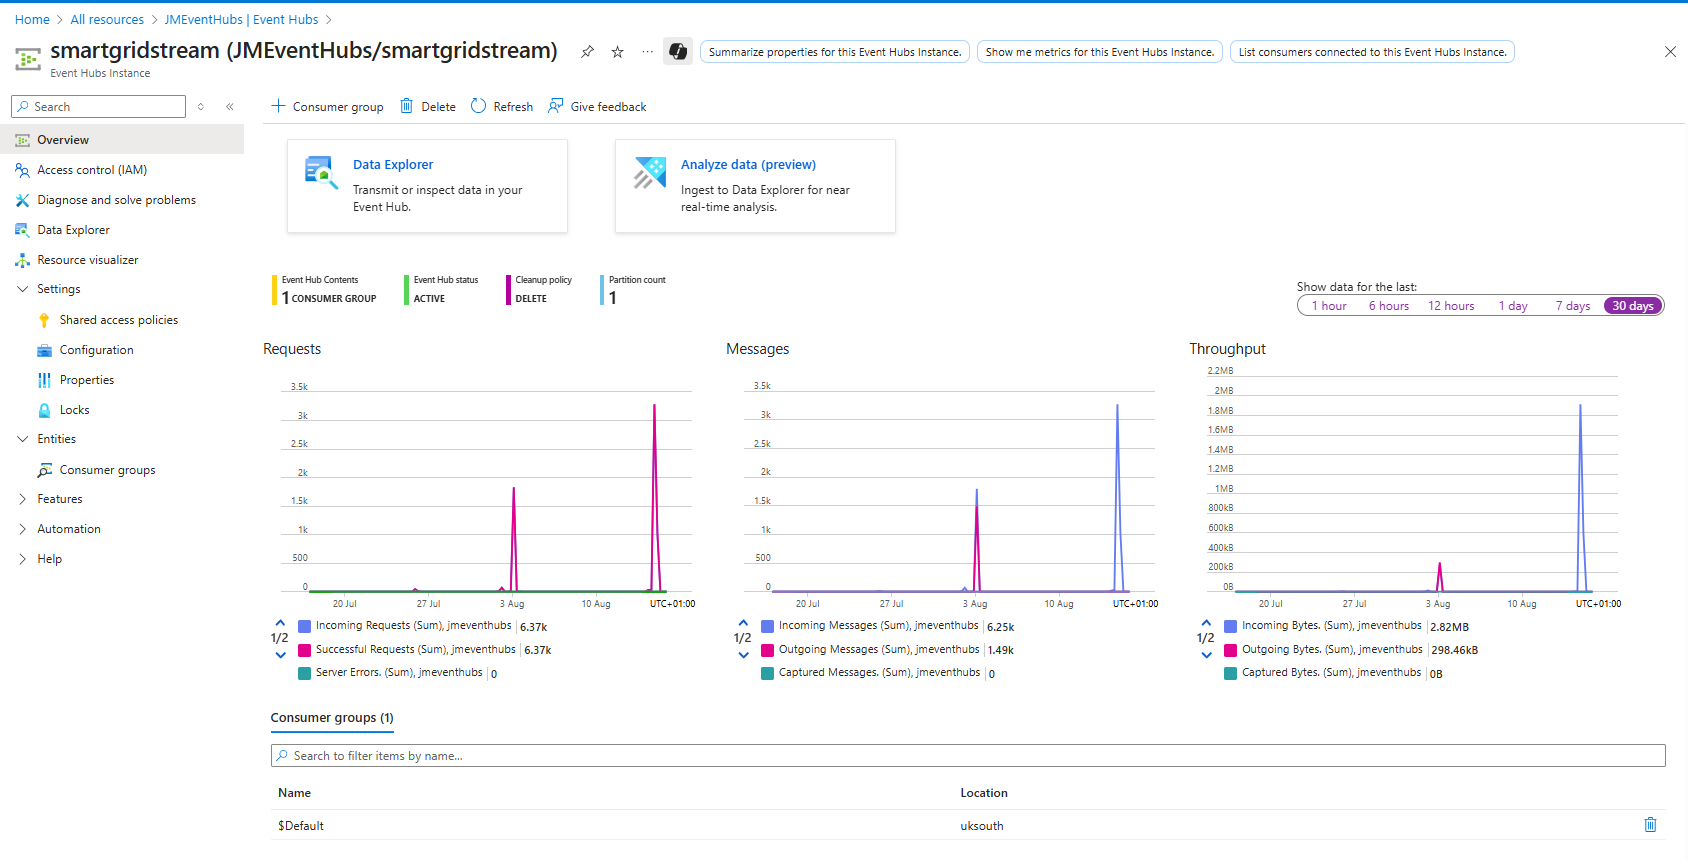 Home > All resources > JMEventHubs | Event Hubs >
smartgridstream (JMEventHubs/smartgridstream)
Event Hubs Instance
Summarize properties for this Event Hubs Instance.
Show me metrics for this Event Hubs Instance.
List consumers connected to this Event Hubs Instance.
Search
Overview
Access control (IAM)
Diagnose and solve problems
Data Explorer
Resource visualizer
Settings
Shared access policies
Configuration
Properties
Locks
Entities
Consumer groups
Features
Automation
Help
Consumer group
Delete
Refresh
Give feedback
Data Explorer
Transmit or inspect data in your
Event Hub.
Analyze data (preview)
Ingest to Data Explorer for near
real-time analysis.
Event Hub Contents
1 CONSUMER GROUP
Event Hub status
ACTIVE
Cleanup policy
DELETE
Partition count
1
Show data for the last:
1 hour 6 hours 12 hours 1 day 7 days 30 days
Requests
3.5k
3k
2.5k
2k
1.5k
1k
500
0
20 Jul 27 Jul 3 Aug 10 Aug UTC+01:00
1/2
Incoming Requests (Sum), jmeventhubs 6.37k
Successful Requests (Sum), jmeventhubs 6.37k
Server Errors. (Sum), jmeventhubs 0
Messages
3.5k
3k
2.5k
2k
1.5k
1k
500
0
20 Jul 27 Jul 3 Aug 10 Aug UTC+01:00
1/2
Incoming Messages (Sum), jmeventhubs 6.25k
Outgoing Messages (Sum), jmeventhubs 1.49k
Captured Messages. (Sum), jmeventhubs 0
Throughput
2.2MB
2MB
1.8MB
1.6MB
1.4MB
1.2MB
1MB
800kB
600kB
400kB
200kB
0B
20 Jul 27 Jul 3 Aug 10 Aug UTC+01:00
1/2
Incoming Bytes. (Sum), jmeventhubs 2.82MB
Outgoing Bytes. (Sum), jmeventhubs 298.46kB
Captured Bytes. (Sum), jmeventhubs 0B
Consumer groups (1)
Search to filter items by name...
Name Location
$Default uksouth